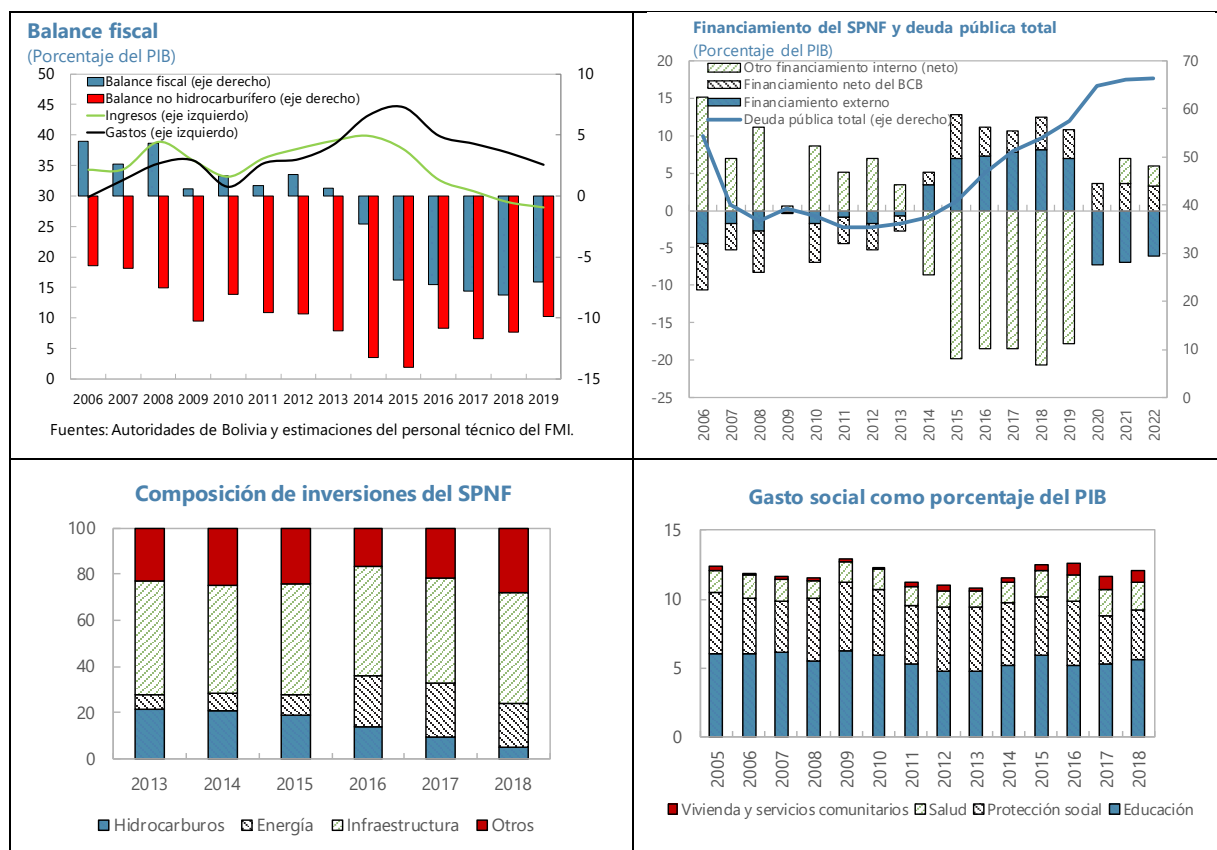 Balance fiscal
(Porcentaje del PIB)
50
45
40
35
30
25
20
15
10
5
0
10
5
0
-5
-10
-15
Balance fiscal (eje derecho)
Balance no hidrocarburífero (eje derecho)
Ingresos (eje izquierdo)
Gastos (eje izquierdo)
2006 2007 2008 2009 2010 2011 2012 2013 2014 2015 2016 2017 2018 2019
Fuentes: Autoridades de Bolivia y estimaciones del personal técnico del FMI.
Financiamiento del SPNF y deuda pública total
(Porcentaje del PIB)
20
15
10
5
0
-5
-10
-15
-20
-25
70
60
50
40
30
20
10
0
Otro financiamiento interno (neto)
Financiamiento neto del BCB
Financiamiento externo
Deuda pública total (eje derecho)
2006 2007 2008 2009 2010 2011 2012 2013 2014 2015 2016 2017 2018 2019 2020 2021 2022
Composición de inversiones del SPNF
100
80
60
40
20
0
2013 2014 2015 2016 2017 2018
Hidrocarburos Energía Infraestructura Otros
Gasto social como porcentaje del PIB
15
10
5
0
2005 2006 2007 2008 2009 2010 2011 2012 2013 2014 2015 2016 2017 2018
Vivienda y servicios comunitarios Salud Protección social Educación